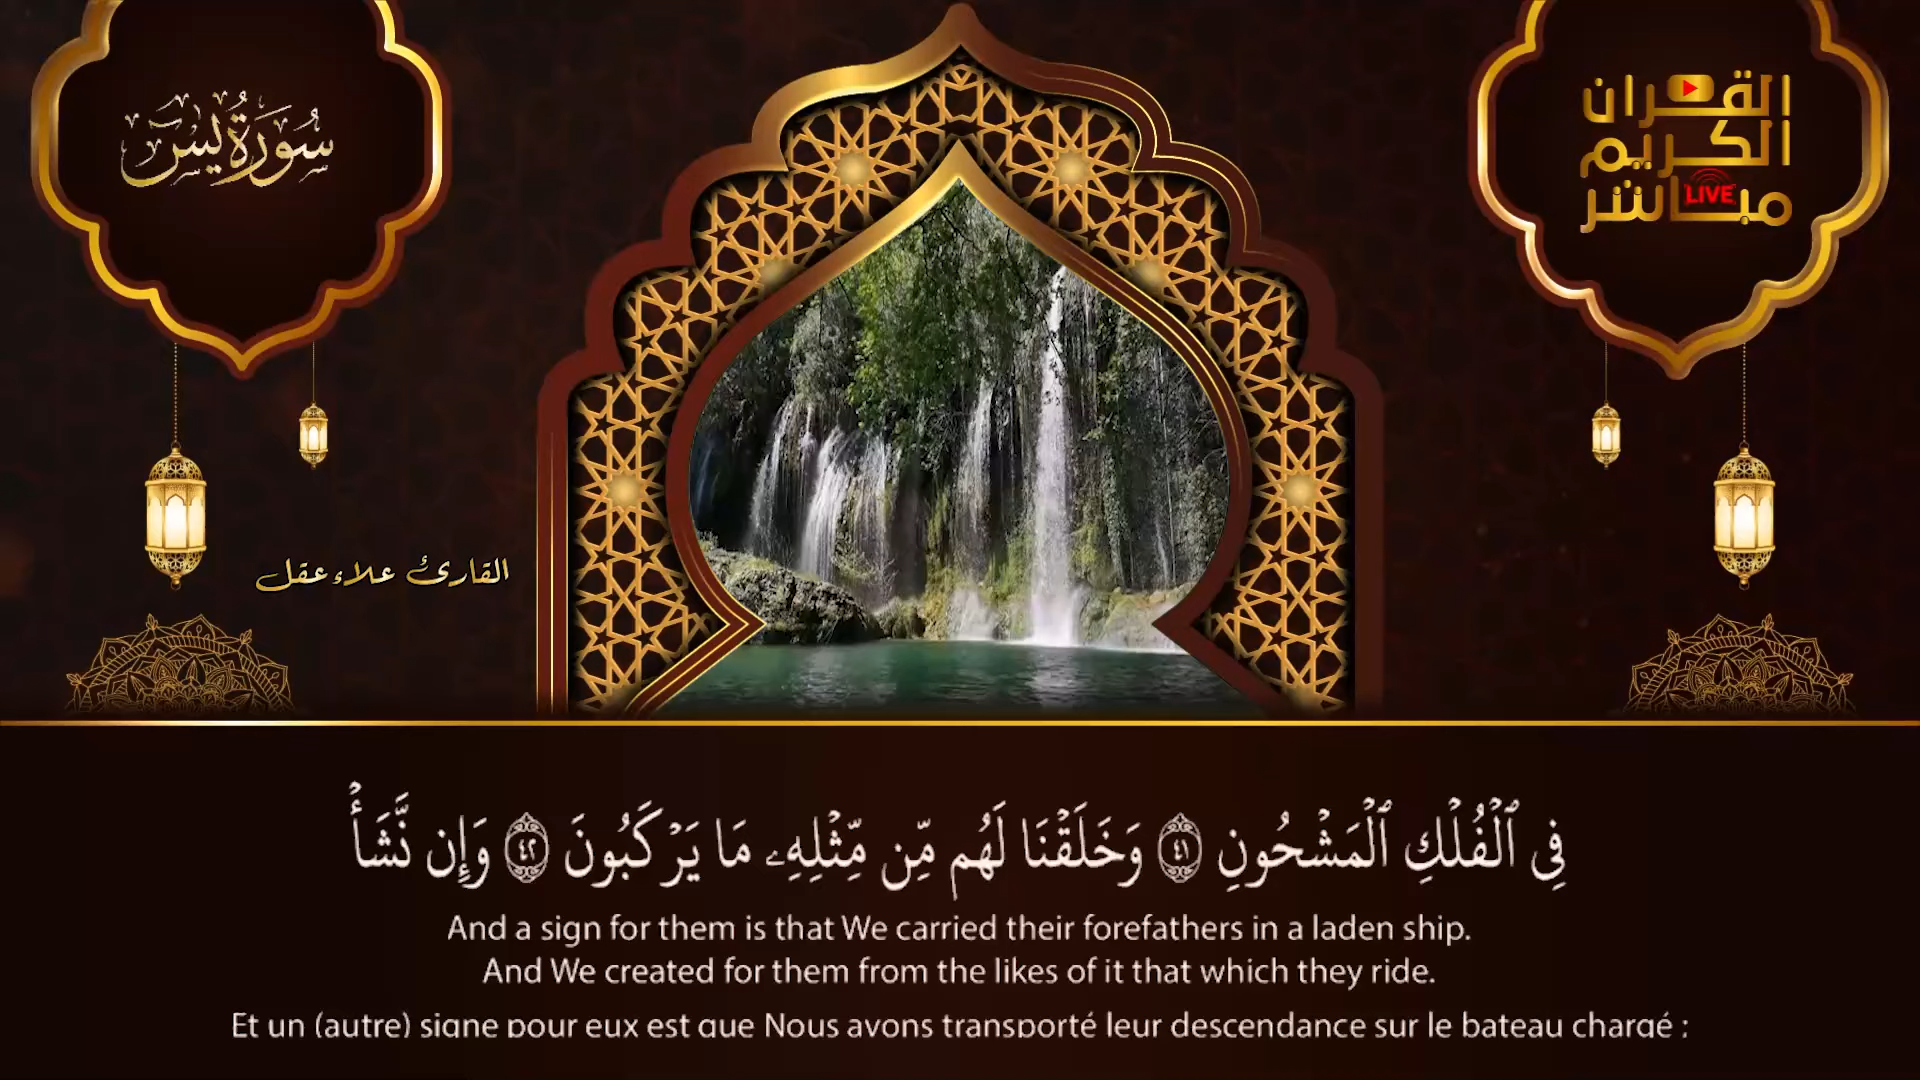 سُورَةُ يس
القرآن
الكريم
مباشر
LIVE
القارئ علاء عقل
فِي ٱلۡفُلۡكِ ٱلۡمَشۡحُونِ ٤١ وَخَلَقۡنَا لَهُم مِّن مِّثۡلِهِۦ مَا يَرۡكَبُونَ ٤٢ وَإِن نَّشَأۡ
And a sign for them is that We carried their forefathers in a laden ship.
And We created for them from the likes of it that which they ride.
Et un (autre) signe pour eux est que Nous avons transporté leur descendance sur le bateau chargé :